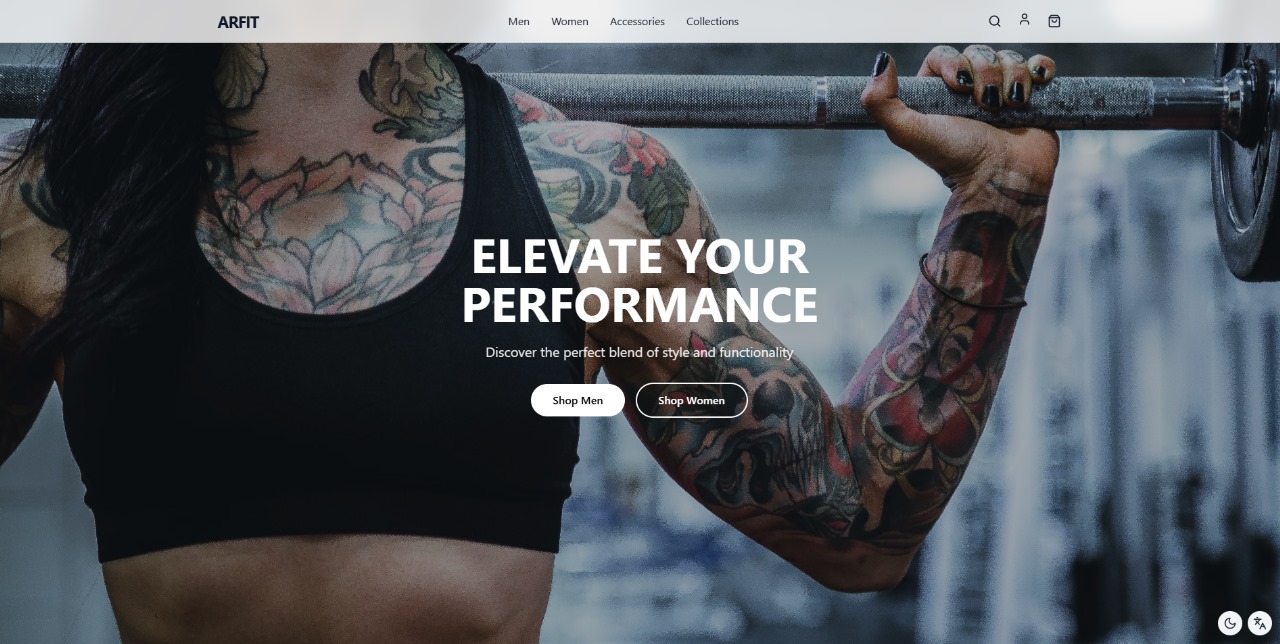 ARFIT
Men Women Accessories Collections
ELEVATE YOUR
PERFORMANCE
Discover the perfect blend of style and functionality
Shop Men Shop Women